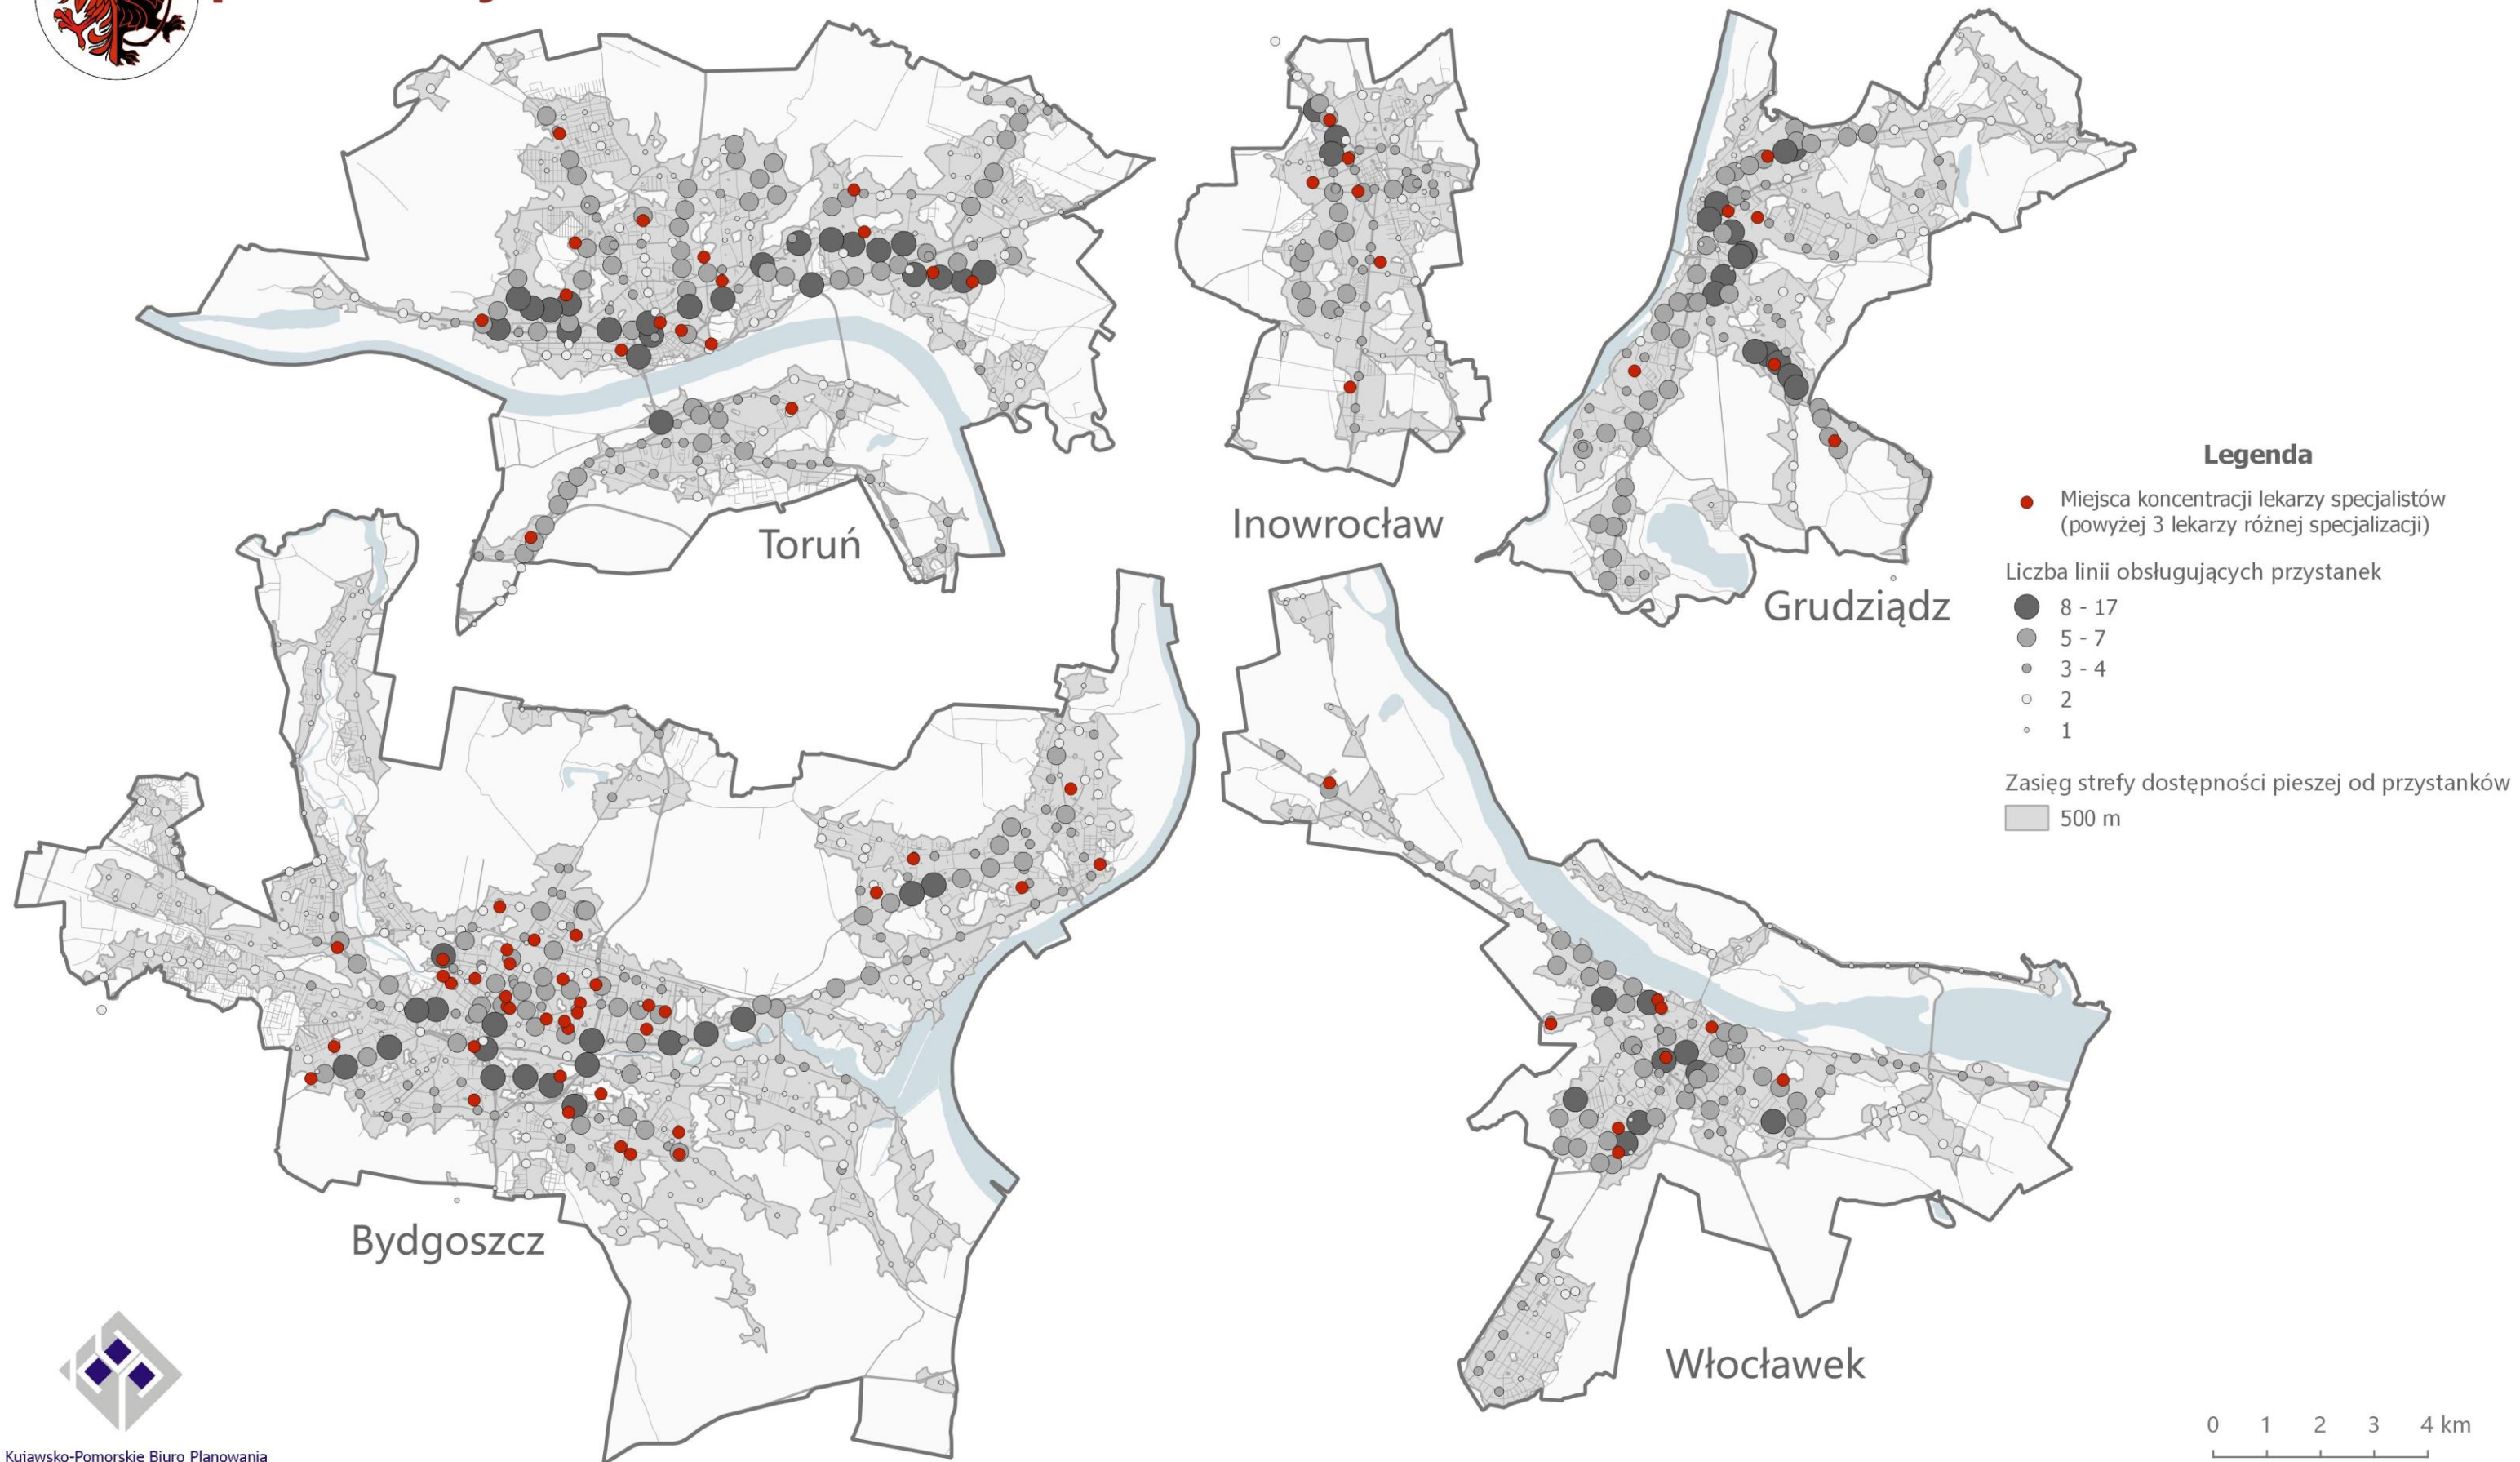 Toruń
Inowrocław
Grudziądz
Bydgoszcz
Włocławek
Legenda
Miejsca koncentracji lekarzy specjalistów
(powyżej 3 lekarzy różnej specjalizacji)
Liczba linii obsługujących przystanek
8 - 17
5 - 7
3 - 4
2
1
Zasięg strefy dostępności pieszej od przystanków
500 m
0 1 2 3 4 km
Kujawsko-Pomorskie Biuro Planowania